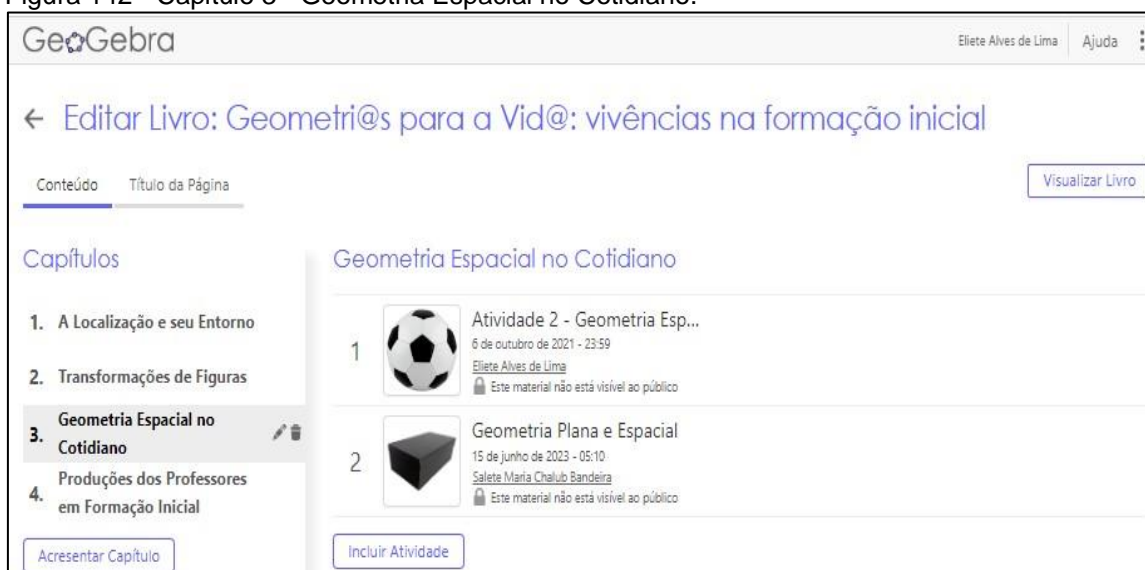 Figura 142 - Capítulo 3 - Geometria Espacial no Cotidiano.
GeoGebra
Eliete Alves de Lima
Ajuda
Editar Livro: Geometri@s para a Vid@: vivências na formação inicial
Conteúdo
Título da Página
Visualizar Livro
Capítulos
1. A Localização e seu Entorno
2. Transformações de Figuras
3. Geometria Espacial no
Cotidiano
4. Produções dos Professores
em Formação Inicial
Acresentar Capítulo
Geometria Espacial no Cotidiano
1
Atividade 2 - Geometria Esp...
6 de outubro de 2021 - 23:59
Eliete Alves de Lima
Este material não está visível ao público
2
Geometria Plana e Espacial
15 de junho de 2023 - 05:10
Salete Maria Chalub Bandeira
Este material não está visível ao público
Incluir Atividade